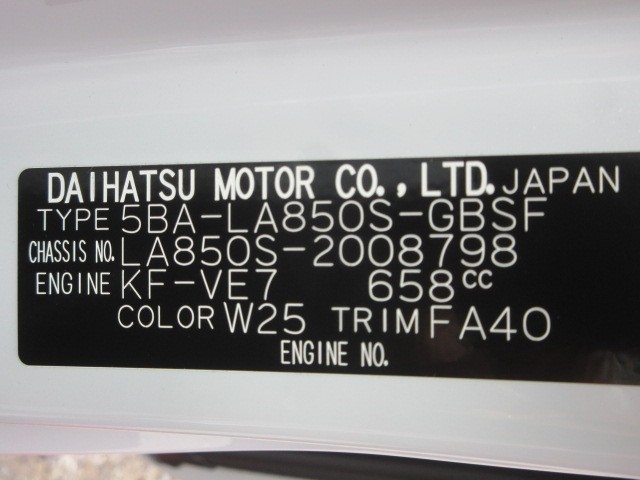 DAIHATSU MOTOR CO., LTD. JAPAN
TYPE 5BA-LA850S-GBSF
CHASSIS NO. LA850S-2008798
ENGINE KF-VE7 658cc
COLOR W25 TRIM FA40
ENGINE NO.